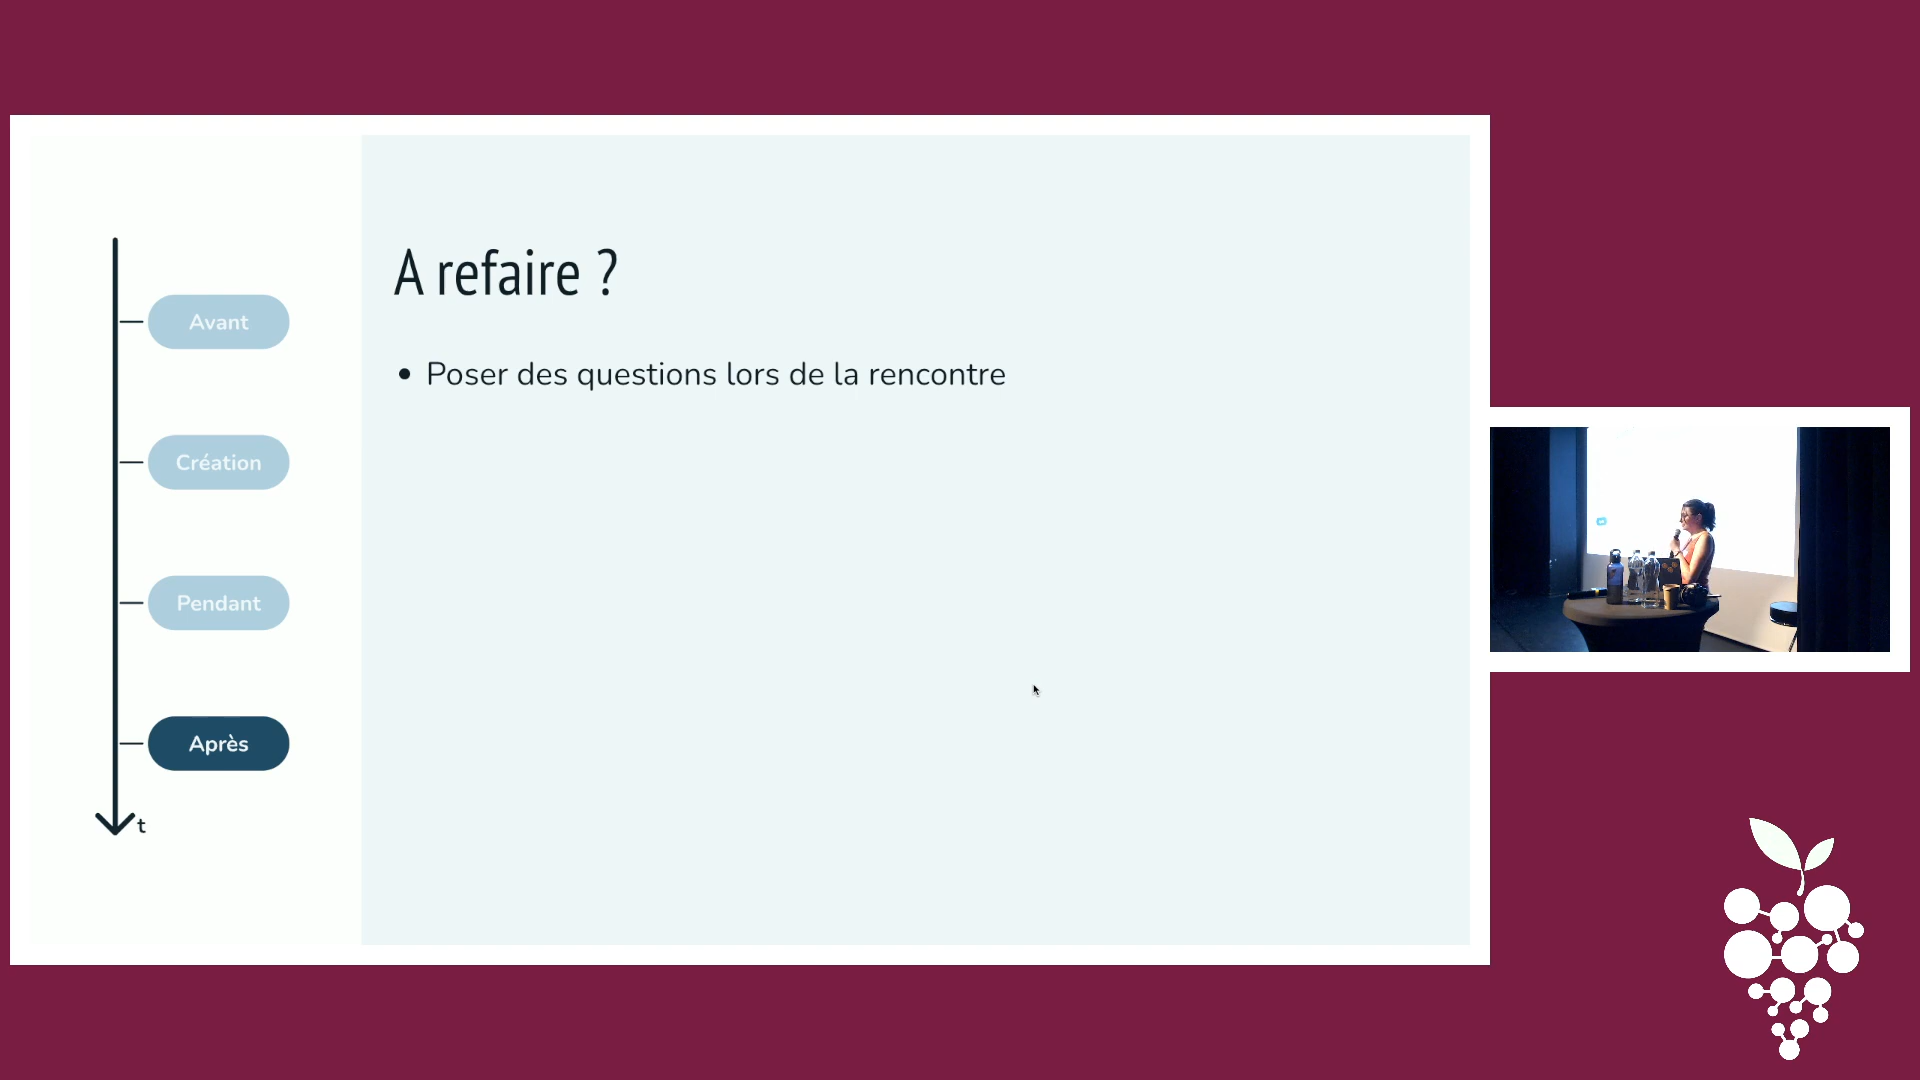 Avant
Création
Pendant
Après
t
A refaire ?
• Poser des questions lors de la rencontre